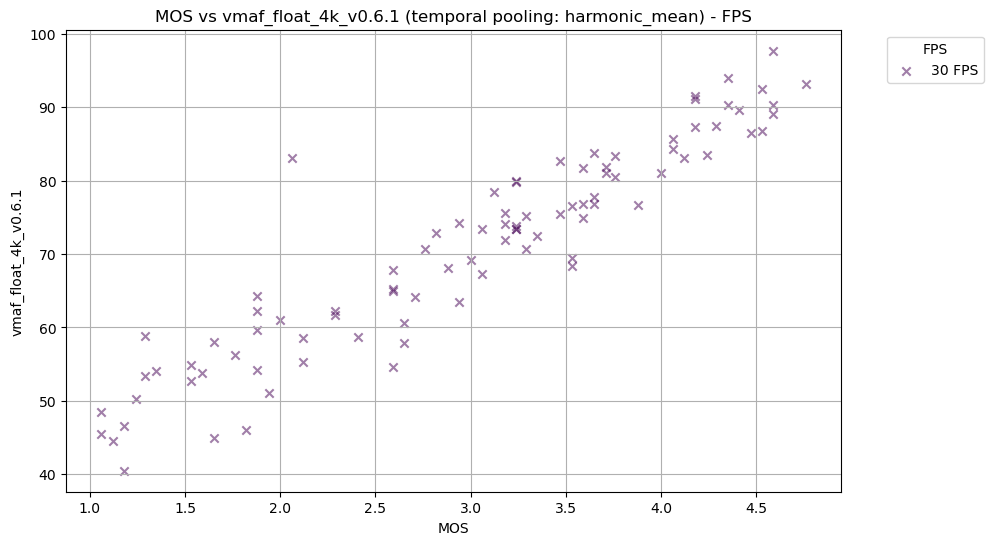 MOS vs vmaf_float_4k_v0.6.1 (temporal pooling: harmonic_mean) - FPS
FPS
30 FPS
vmaf_float_4k_v0.6.1
100
90
80
70
60
50
40
1.0 1.5 2.0 2.5 3.0 3.5 4.0 4.5
MOS